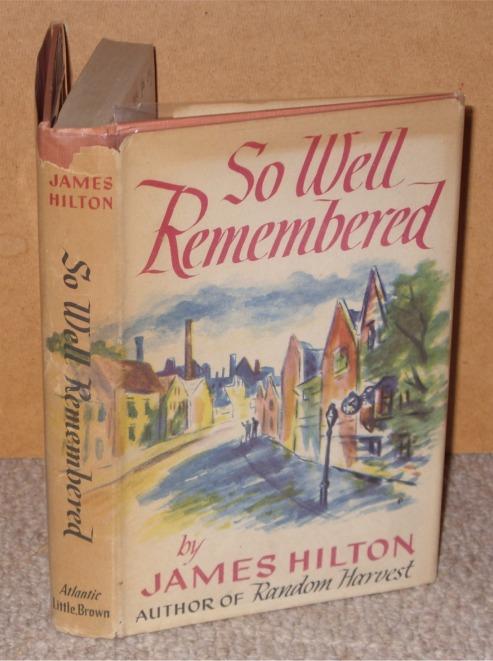 JAMES
HILTON
So Well Remembered
Atlantic
Little, Brown
So Well
Remembered
by
JAMES HILTON
AUTHOR OF Random Harvest